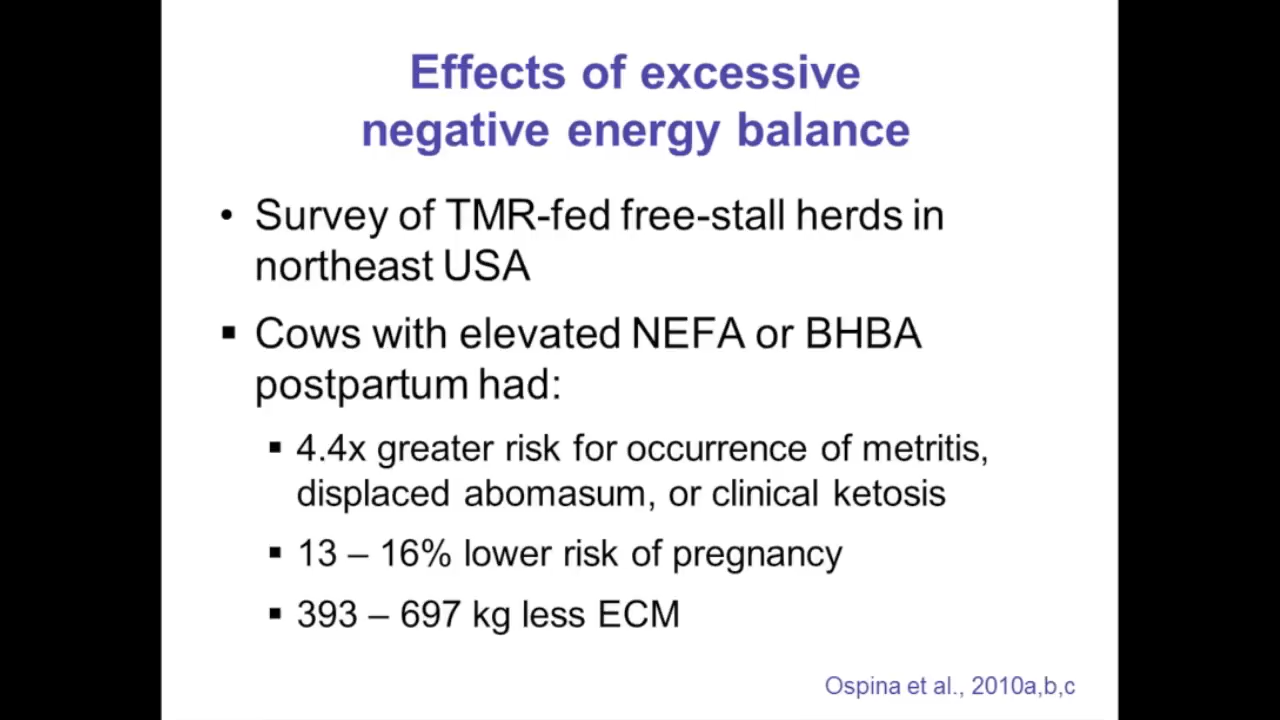 Effects of excessive
negative energy balance
• Survey of TMR-fed free-stall herds in
northeast USA
▪ Cows with elevated NEFA or BHBA
postpartum had:
▪ 4.4x greater risk for occurrence of metritis,
displaced abomasum, or clinical ketosis
▪ 13 – 16% lower risk of pregnancy
▪ 393 – 697 kg less ECM
Ospina et al., 2010a,b,c